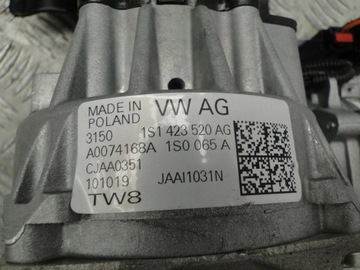 MADE IN
POLAND
VW AG
3150
1S1 423 520 AG
A0074168A
1S0 065 A
CJAA0351
101019
JAAI1031N
TW8